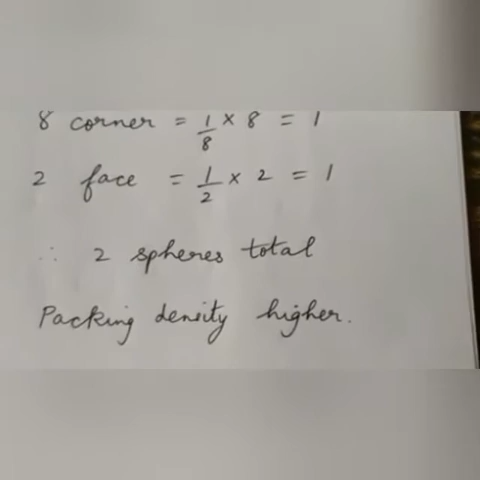 8 corner = 1/8 × 8 = 1
2 face = 1/2 × 2 = 1
∴ 2 spheres total
Packing density higher.